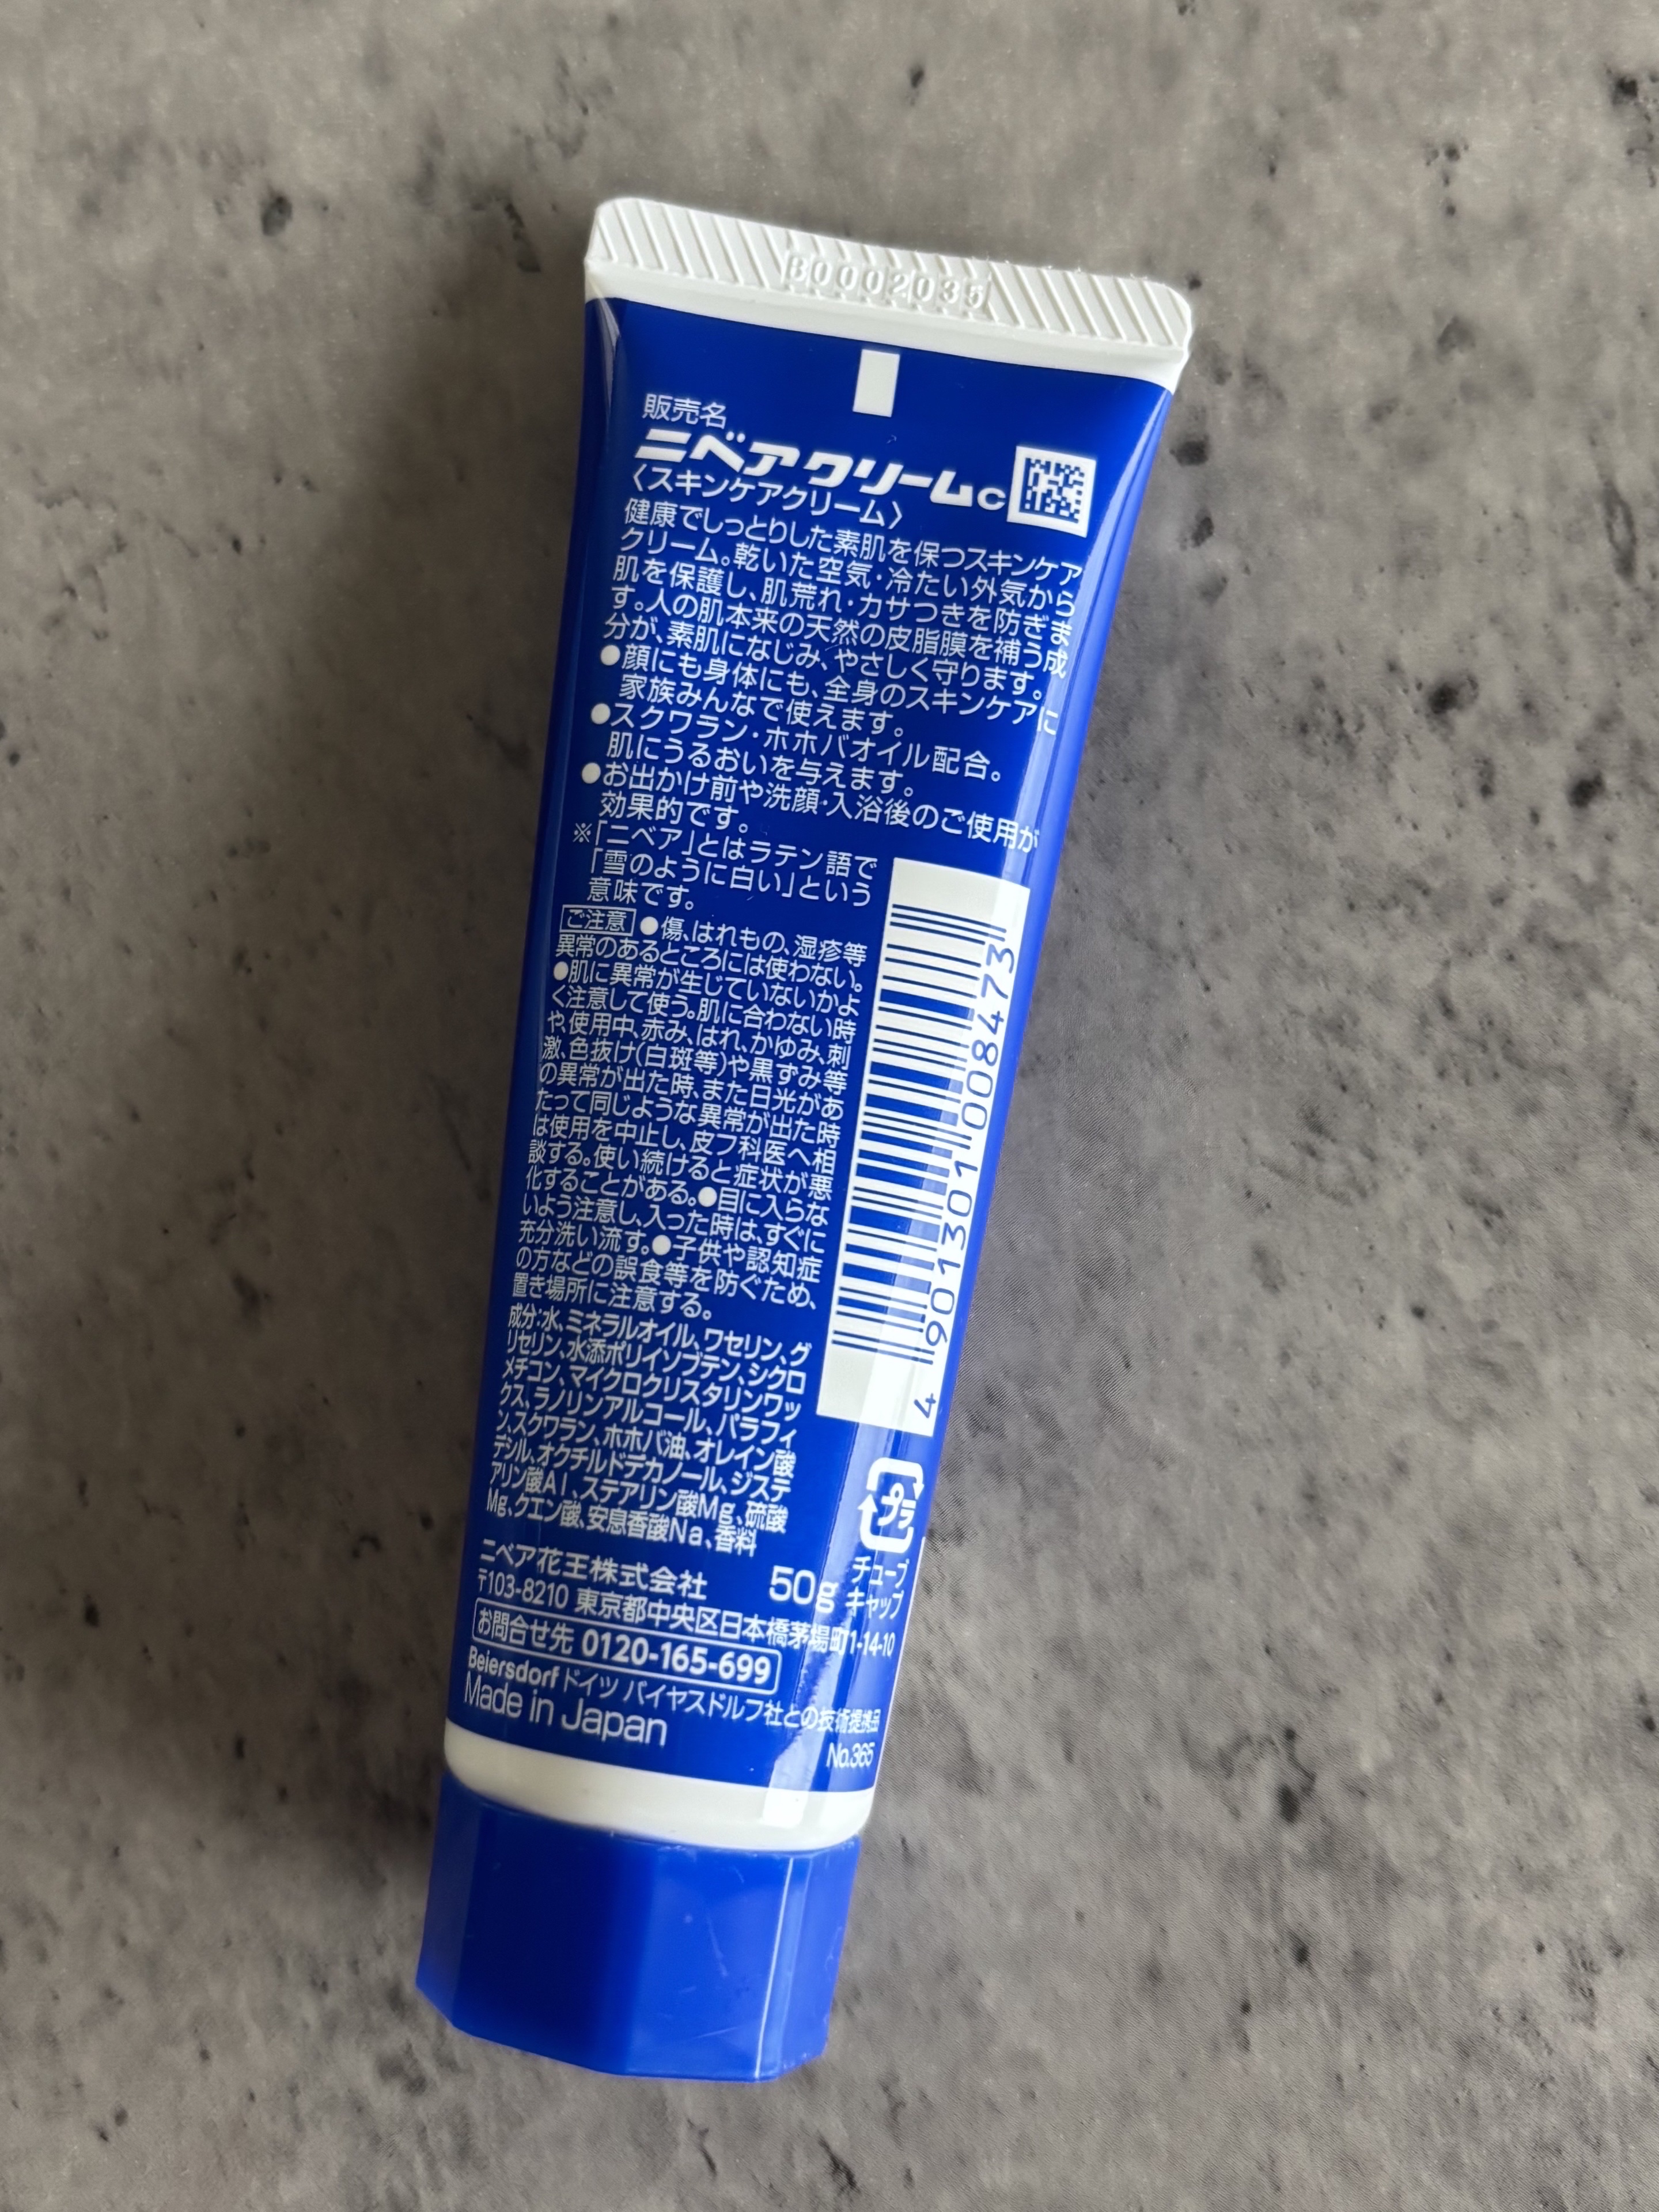 B0002035
販売名
ニベアクリームc
〈スキンケアクリーム〉
健康でしっとりした素肌を保つスキンケア
クリーム。乾いた空気・冷たい外気から
肌を保護し、肌荒れ・カサつきを防ぎま
す。人の肌本来の天然の皮脂膜を補う成
分が、素肌になじみ、やさしく守ります。
●顔にも身体にも、全身のスキンケアに
家族みんなで使えます。
●スクワラン・ホホバオイル配合。
肌にうるおいを与えます。
●お出かけ前や洗顔・入浴後のご使用が
効果的です。
※「ニベア」とはラテン語で
「雪のように白い」という
意味です。
ご注意 ●傷、はれもの、湿疹等
異常のあるところには使わない。
●肌に異常が生じていないかよ
く注意して使う。肌に合わない時
や、使用中、赤み、はれ、かゆみ、刺
激、色抜け(白斑等)や黒ずみ等
の異常が出た時、また日光があ
たって同じような異常が出た時
は使用を中止し、皮フ科医へ相
談する。使い続けると症状が悪
化することがある。●目に入らな
いよう注意し、入った時は、すぐに
充分洗い流す。●子供や認知症
の方などの誤食等を防ぐため、
置き場所に注意する。
成分:水、ミネラルオイル、ワセリン、グ
リセリン、水添ポリイソブテン、シクロ
メチコン、マイクロクリスタリンワッ
クス、ラノリンアルコール、パラフィ
ン、スクワラン、ホホバ油、オレイン酸
デシル、オクチルドデカノール、ジステ
アリン酸Al、ステアリン酸Mg、硫酸
Mg、クエン酸、安息香酸Na、香料
4 901301 008473
プラ
チューブ
キャップ
ニベア花王株式会社 50g
〒103-8210 東京都中央区日本橋茅場町1-14-10
お問合せ先 0120-165-699
Beiersdorf ドイツ バイヤスドルフ社との技術提携品
Made in Japan
No.365